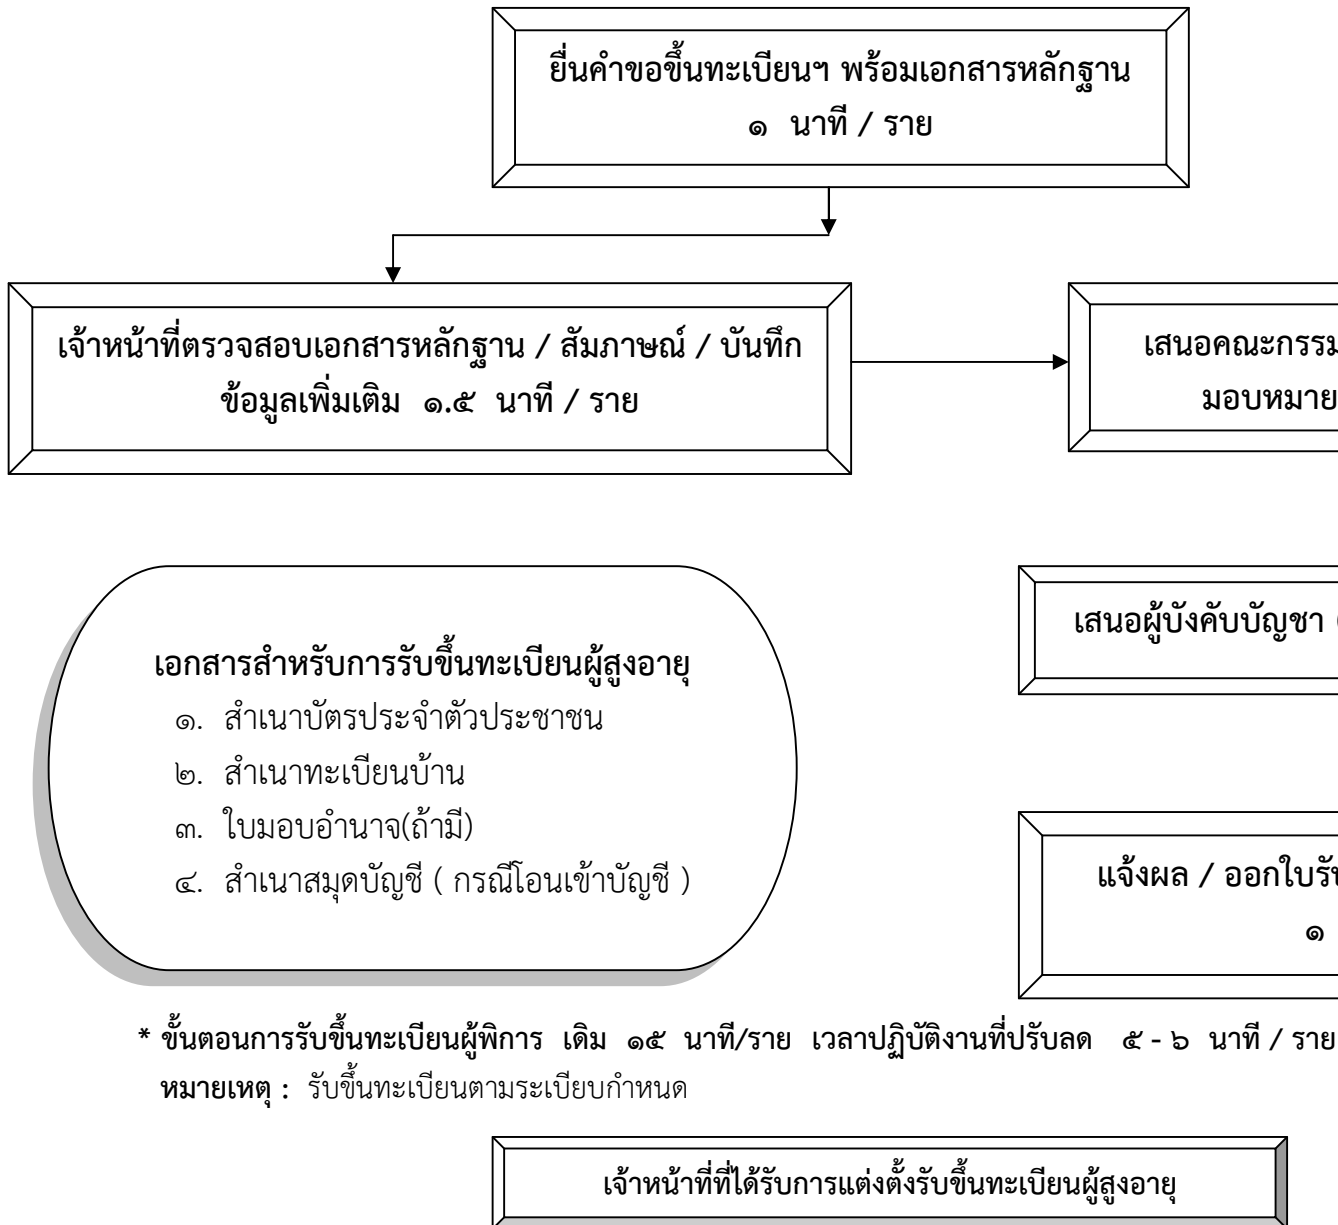 ยื่นคำขอขึ้นทะเบียนฯ พร้อมเอกสารหลักฐาน
๑ นาที / ราย
เจ้าหน้าที่ตรวจสอบเอกสารหลักฐาน / สัมภาษณ์ / บันทึก
ข้อมูลเพิ่มเติม ๑.๕ นาที / ราย
เสนอคณะกรรม
มอบหมาย
เสนอผู้บังคับบัญชา
เอกสารสำหรับการรับขึ้นทะเบียนผู้สูงอายุ
๑. สำเนาบัตรประจำตัวประชาชน
๒. สำเนาทะเบียนบ้าน
๓. ใบมอบอำนาจ(ถ้ามี)
๔. สำเนาสมุดบัญชี ( กรณีโอนเข้าบัญชี )
แจ้งผล / ออกใบรับ
๑
* ขั้นตอนการรับขึ้นทะเบียนผู้พิการ เดิม ๑๕ นาที/ราย เวลาปฏิบัติงานที่ปรับลด ๕ - ๖ นาที / ราย
หมายเหตุ : รับขึ้นทะเบียนตามระเบียบกำหนด
เจ้าหน้าที่ที่ได้รับการแต่งตั้งรับขึ้นทะเบียนผู้สูงอายุ